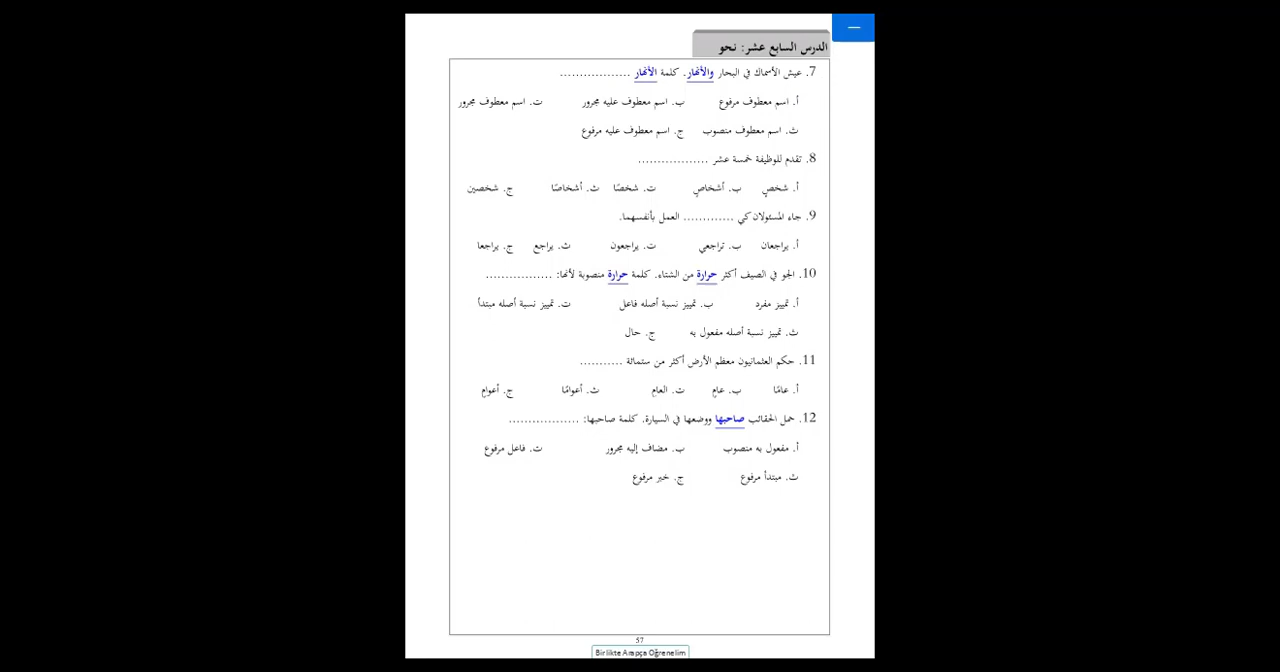 الدرس السابع عشر: نحو
7. عيش الأسماك في البحار والأنهار. كلمة الأنهار ..................
أ. اسم معطوف مرفوع ب. اسم معطوف عليه مجرور ت. اسم معطوف مجرور
ث. اسم معطوف منصوب ج. اسم معطوف عليه مرفوع
8. تقدم للوظيفة خمسة عشر ..................
أ. شخصٍ ب. أشخاصٍ ت. شخصًا ث. أشخاصًا ج. شخصين
9. جاء المسئولان كي ............. العمل بأنفسهما.
أ. يراجعان ب. تراجعي ت. يراجعون ث. يراجع ج. يراجعا
10. الجو في الصيف أكثر حرارة من الشتاء. كلمة حرارة منصوبة لأنها: .................
أ. تمييز مفرد ب. تمييز نسبة أصله فاعل ت. تمييز نسبة أصله مبتدأ
ث. تمييز نسبة أصله مفعول به ج. حال
11. حكم العثمانيون معظم الأرض أكثر من ستمائة ...........
أ. عامًا ب. عامٍ ت. العامِ ث. أعوامًا ج. أعوامٍ
12. حمل الحقائب صاحبها ووضعها في السيارة. كلمة صاحبها: ..................
أ. مفعول به منصوب ب. مضاف إليه مجرور ت. فاعل مرفوع
ث. مبتدأ مرفوع ج. خبر مرفوع
57
Birlikte Arapça Öğrenelim